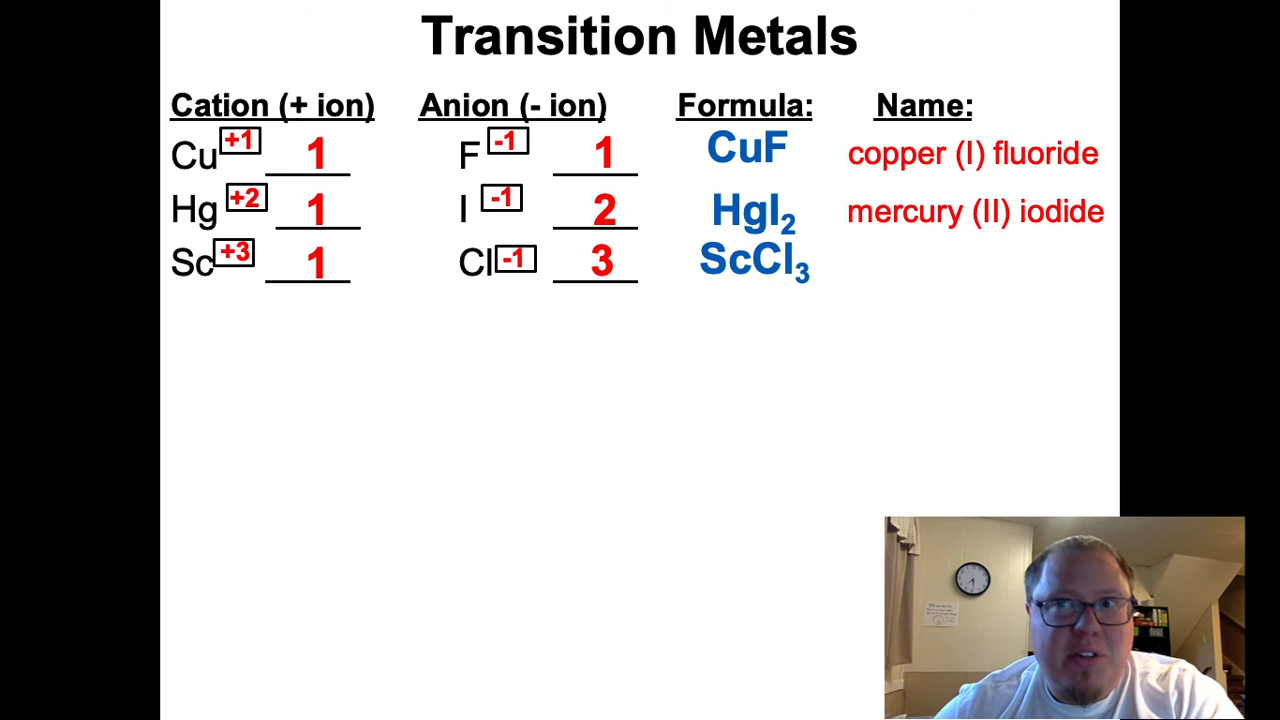 Transition Metals
Cation (+ ion) Anion (- ion) Formula: Name:
Cu +1 1 F -1 1 CuF copper (I) fluoride
Hg +2 1 I -1 2 HgI₂ mercury (II) iodide
Sc +3 1 Cl -1 3 ScCl₃